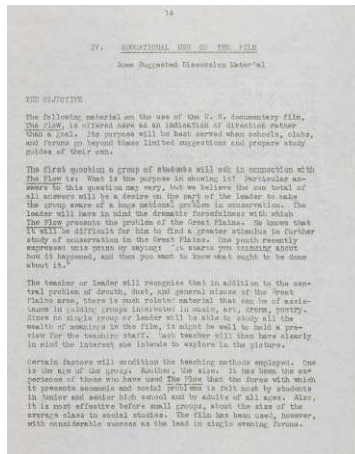 14
IV. EDUCATIONAL USE OF THE FILM
Some Suggested Discussion Material
THE OBJECTIVE
The following material on the use of the U. S. documentary film,
The Plow, is offered here as an indication of direction rather
than a goal. Its purpose will be best served when schools, clubs,
and forums go beyond these limited suggestions and prepare study
guides of their own.
The first question a group of students will ask in connection with
The Plow is: What is the purpose in showing it? Particular an-
swers to this question may vary, but we believe the sum total of
all answers will be a desire on the part of the leader to make
the group aware of a huge national problem in conservation. The
leader will have in mind the dramatic forcefulness with which
The Plow presents the problem of the Great Plains. He knows that
it will be difficult for him to find a greater stimulus to further
study of conservation in the Great Plains. One youth recently
expressed this point by saying: "It starts you thinking about
how it happened, and then you want to know what ought to be done
about it."
The teacher or leader will recognize that in addition to the cen-
tral problem of drouth, dust, and general misuse of the Great
Plains area, there is much related material that can be of assis-
tance in guiding groups interested in music, art, drama, poetry.
Since no single group or leader will be able to study all the
wealth of meanings in the film, it might be well to hold a pre-
view for the teaching staff. Each teacher will then have clearly
in mind the interest she intends to explore in the picture.
Certain factors will condition the teaching methods employed. One
is the age of the group. Another, the size. It has been the ex-
perience of those who have used The Plow that the force with which
it presents economic and social problems is felt most by students
in junior and senior high school and by adults of all ages. Also,
it is most effective before small groups, about the size of the
average class in social studies. The film has been used, however,
with considerable success as the lead in single evening forums.